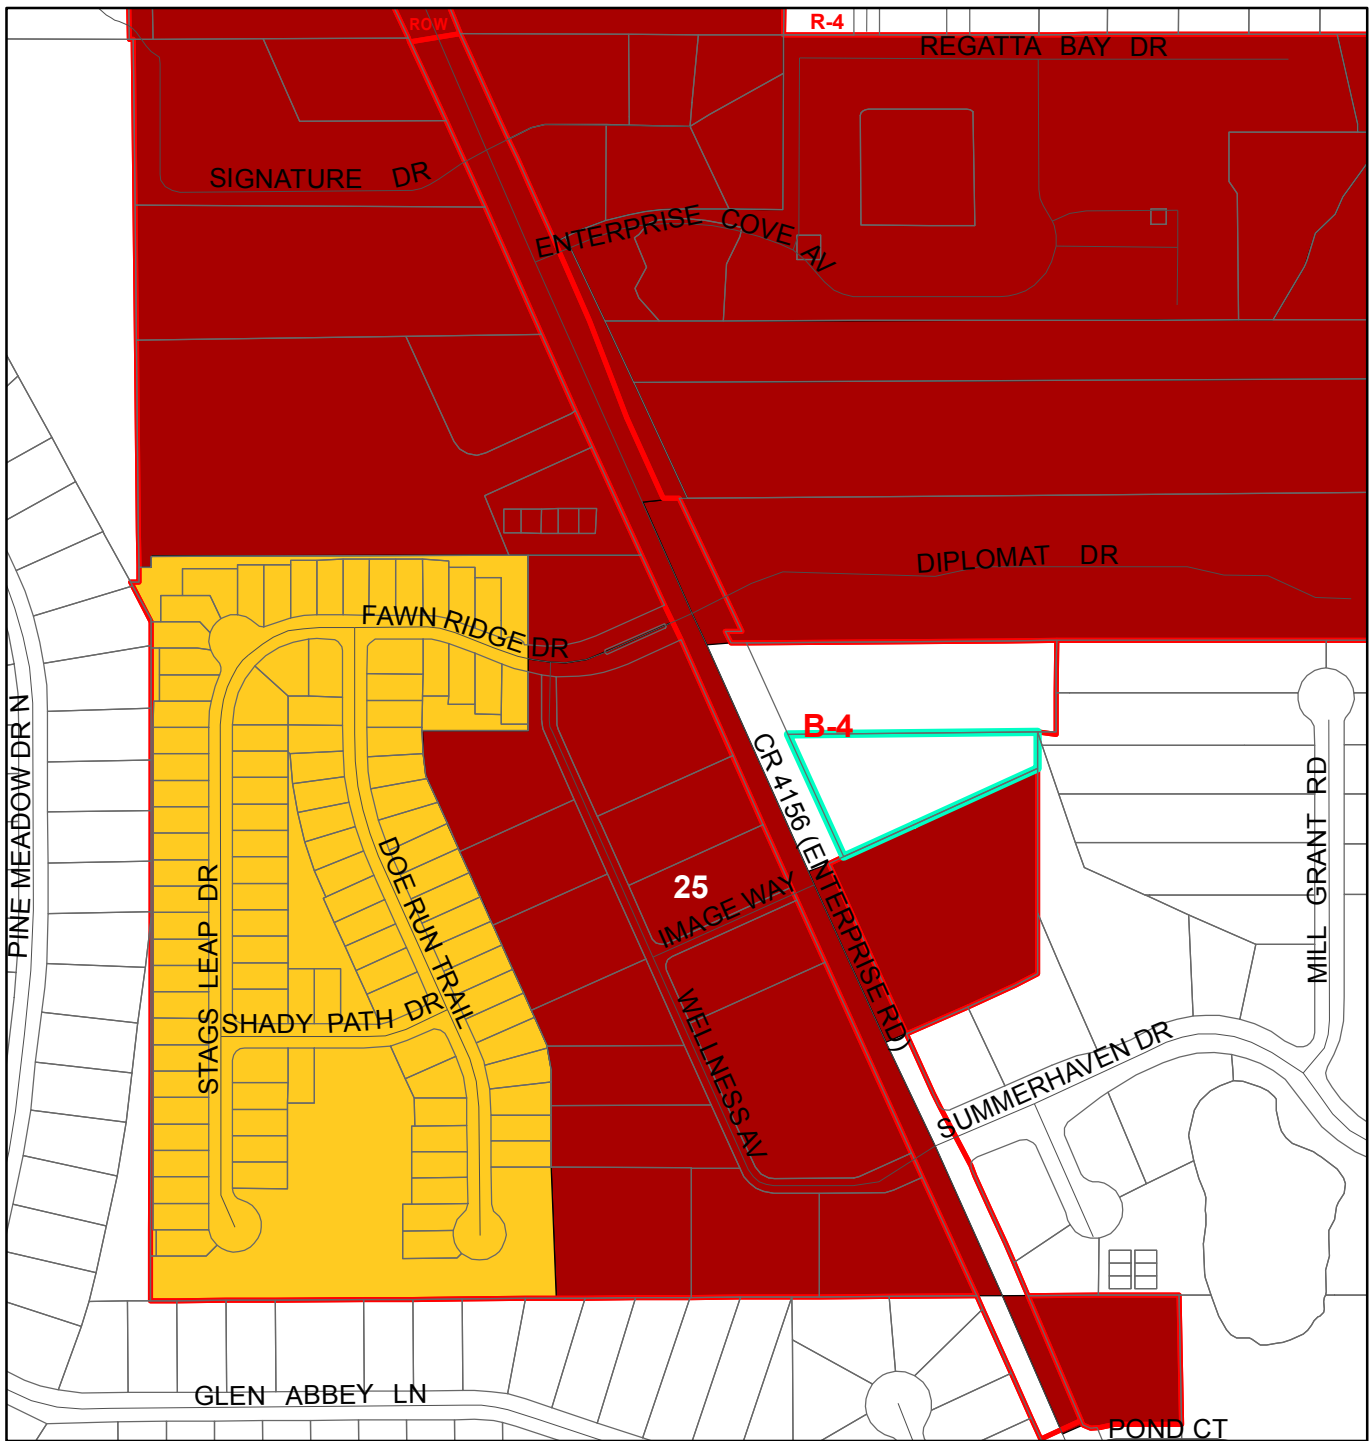 ROW
R-4
REGATTA BAY DR
SIGNATURE DR
ENTERPRISE COVE AV
DIPLOMAT DR
FAWN RIDGE DR
PINE MEADOW DR N
B-4
CR 4156 (ENTERPRISE RD)
MILL GRANT RD
STAGS LEAP DR
DOE RUN TRAIL
25
IMAGE WAY
SHADY PATH DR
WELLNESS AV
SUMMERHAVEN DR
GLEN ABBEY LN
POND CT